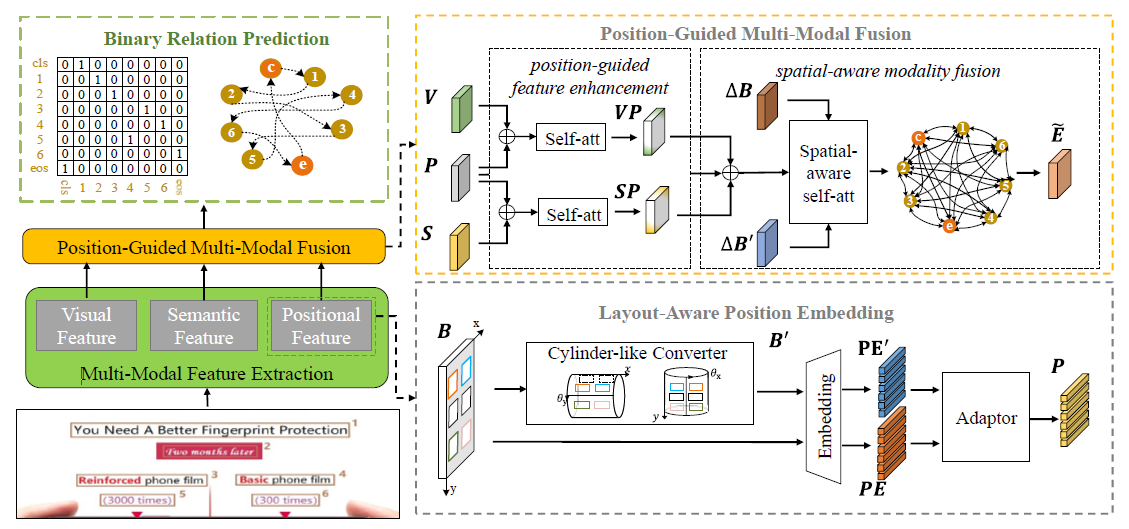 Binary Relation Prediction
cls 0 1 0 0 0 0 0 0
1 0 0 1 0 0 0 0 0
2 0 0 0 1 0 0 0 0
3 0 0 0 0 1 0 0 0
4 0 0 0 0 0 1 0 0
5 0 0 0 0 1 0 0 0
6 0 0 0 0 0 0 0 1
eos 1 0 0 0 0 0 0 0
cls 1 2 3 4 5 6 eos
c
1
2
4
6
3
5
e
Position-Guided Multi-Modal Fusion
Visual Feature
Semantic Feature
Positional Feature
Multi-Modal Feature Extraction
You Need A Better Fingerprint Protection 1
Two months later 2
Reinforced phone film 3
Basic phone film 4
(3000 times) 5
(300 times) 6
Position-Guided Multi-Modal Fusion
position-guided
feature enhancement
V
P
S
Self-att
VP
Self-att
SP
spatial-aware modality fusion
ΔB
Spatial-
aware
self-att
ΔB′
1
c
6
2
5
3
4
e
Ẽ
Layout-Aware Position Embedding
B
x
y
Cylinder-like Converter
x
θy
θx
y
B′
Embedding
PE′
PE
Adaptor
P